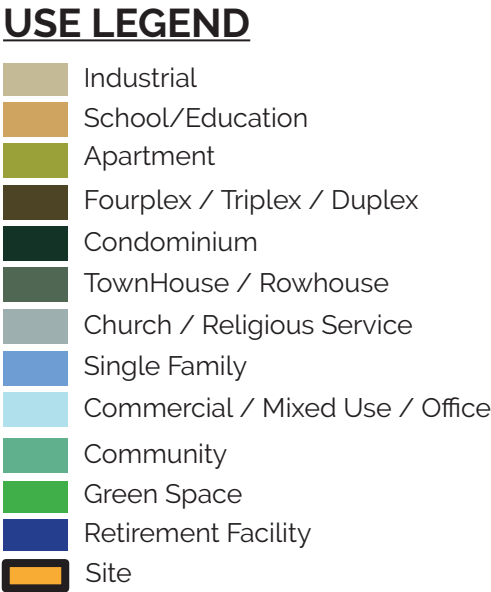 USE LEGEND
Industrial
School/Education
Apartment
Fourplex / Triplex / Duplex
Condominium
TownHouse / Rowhouse
Church / Religious Service
Single Family
Commercial / Mixed Use / Office
Community
Green Space
Retirement Facility
Site